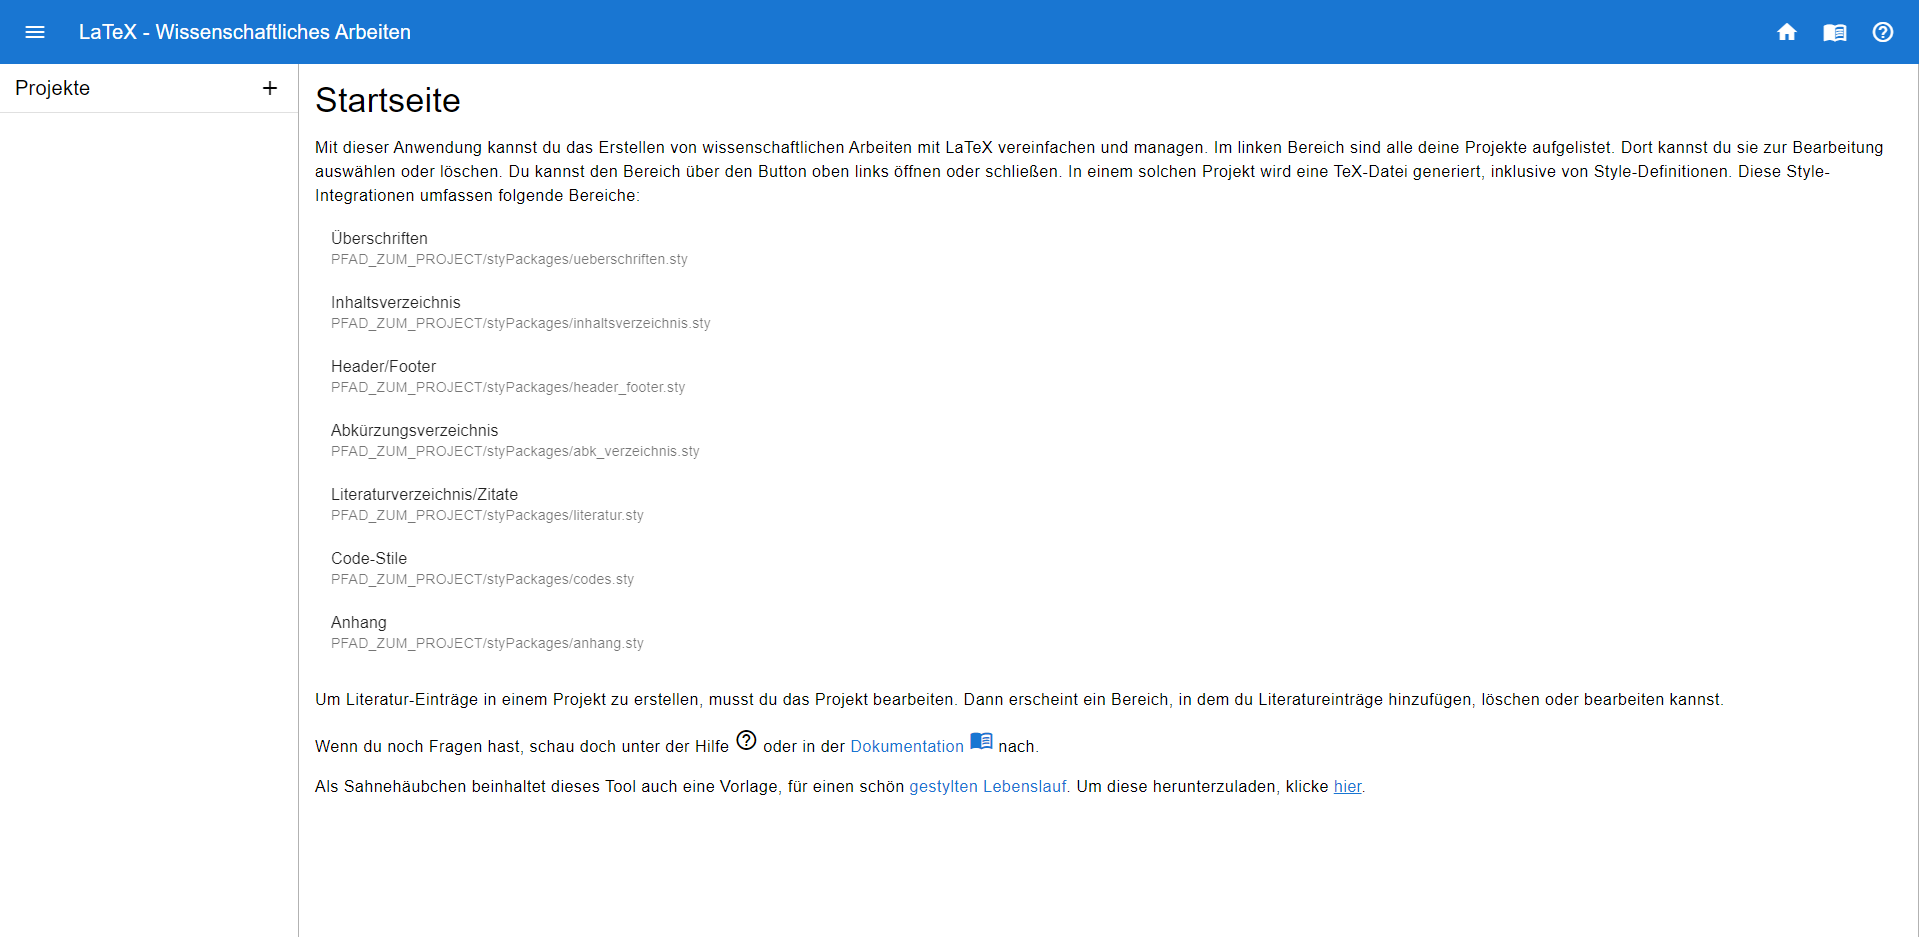 LaTeX - Wissenschaftliches Arbeiten
Projekte
Startseite
Mit dieser Anwendung kannst du das Erstellen von wissenschaftlichen Arbeiten mit LaTeX vereinfachen und managen. Im linken Bereich sind alle deine Projekte aufgelistet. Dort kannst du sie zur Bearbeitung
auswählen oder löschen. Du kannst den Bereich über den Button oben links öffnen oder schließen. In einem solchen Projekt wird eine TeX-Datei generiert, inklusive von Style-Definitionen. Diese Style-
Integrationen umfassen folgende Bereiche:
Überschriften
PFAD_ZUM_PROJECT/styPackages/ueberschriften.sty
Inhaltsverzeichnis
PFAD_ZUM_PROJECT/styPackages/inhaltsverzeichnis.sty
Header/Footer
PFAD_ZUM_PROJECT/styPackages/header_footer.sty
Abkürzungsverzeichnis
PFAD_ZUM_PROJECT/styPackages/abk_verzeichnis.sty
Literaturverzeichnis/Zitate
PFAD_ZUM_PROJECT/styPackages/literatur.sty
Code-Stile
PFAD_ZUM_PROJECT/styPackages/codes.sty
Anhang
PFAD_ZUM_PROJECT/styPackages/anhang.sty
Um Literatur-Einträge in einem Projekt zu erstellen, musst du das Projekt bearbeiten. Dann erscheint ein Bereich, in dem du Literatureinträge hinzufügen, löschen oder bearbeiten kannst.
Wenn du noch Fragen hast, schau doch unter der Hilfe oder in der Dokumentation nach.
Als Sahnehäubchen beinhaltet dieses Tool auch eine Vorlage, für einen schön gestylten Lebenslauf. Um diese herunterzuladen, klicke hier.